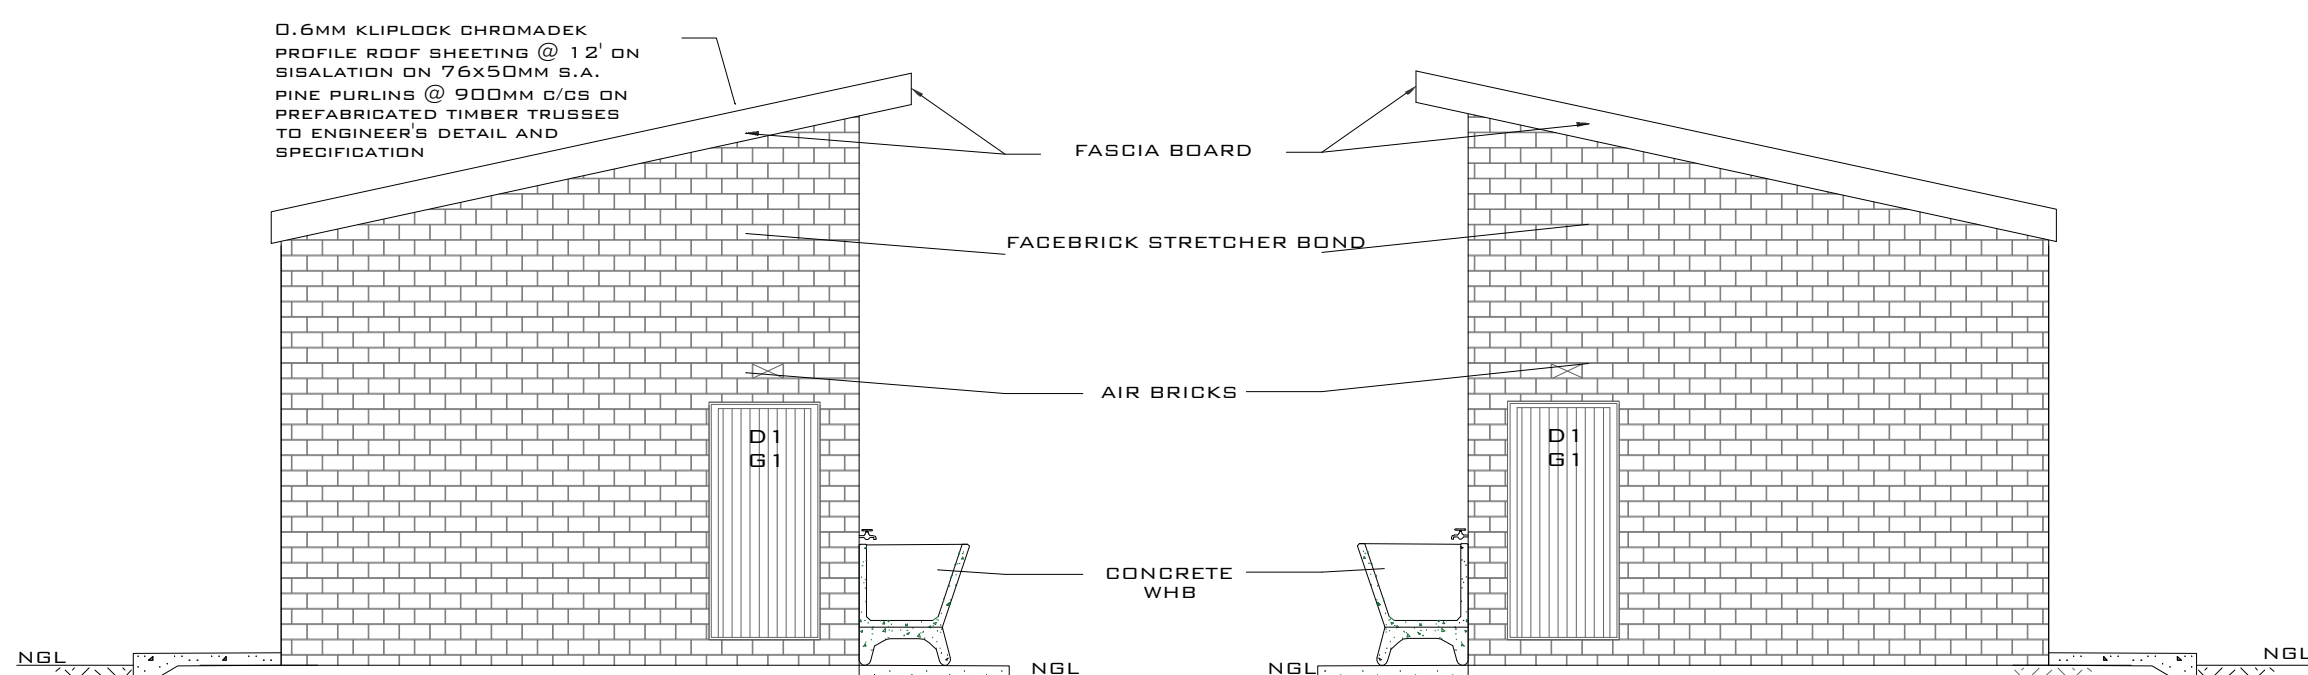 0.6MM KLIPLOCK CHROMADEK
PROFILE ROOF SHEETING @ 12' ON
SISALATION ON 76X50MM S.A.
PINE PURLINS @ 900MM C/CS ON
PREFABRICATED TIMBER TRUSSES
TO ENGINEER'S DETAIL AND
SPECIFICATION
FASCIA BOARD
FACEBRICK STRETCHER BOND
AIR BRICKS
D1
G1
D1
G1
CONCRETE
WHB
NGL
NGL
NGL
NGL